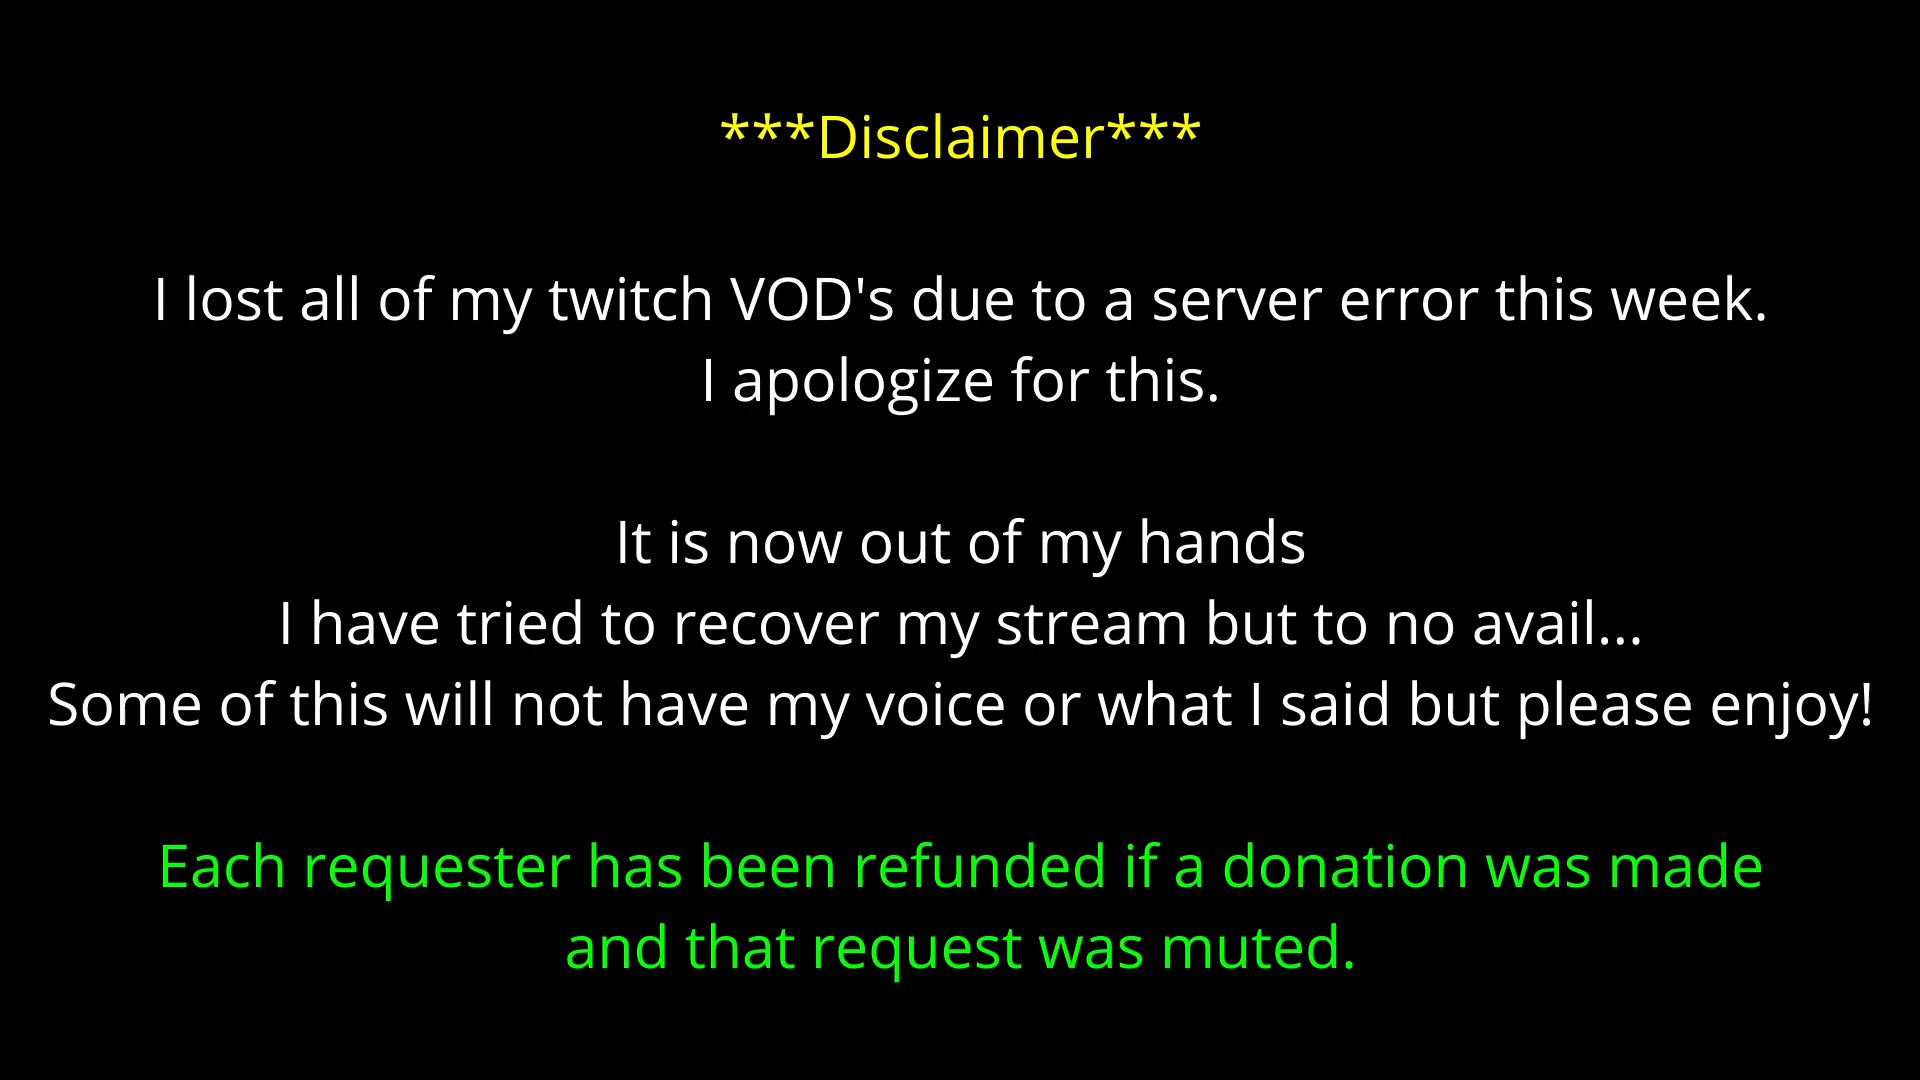 ***Disclaimer***
I lost all of my twitch VOD's due to a server error this week.
I apologize for this.
It is now out of my hands
I have tried to recover my stream but to no avail...
Some of this will not have my voice or what I said but please enjoy!
Each requester has been refunded if a donation was made
and that request was muted.